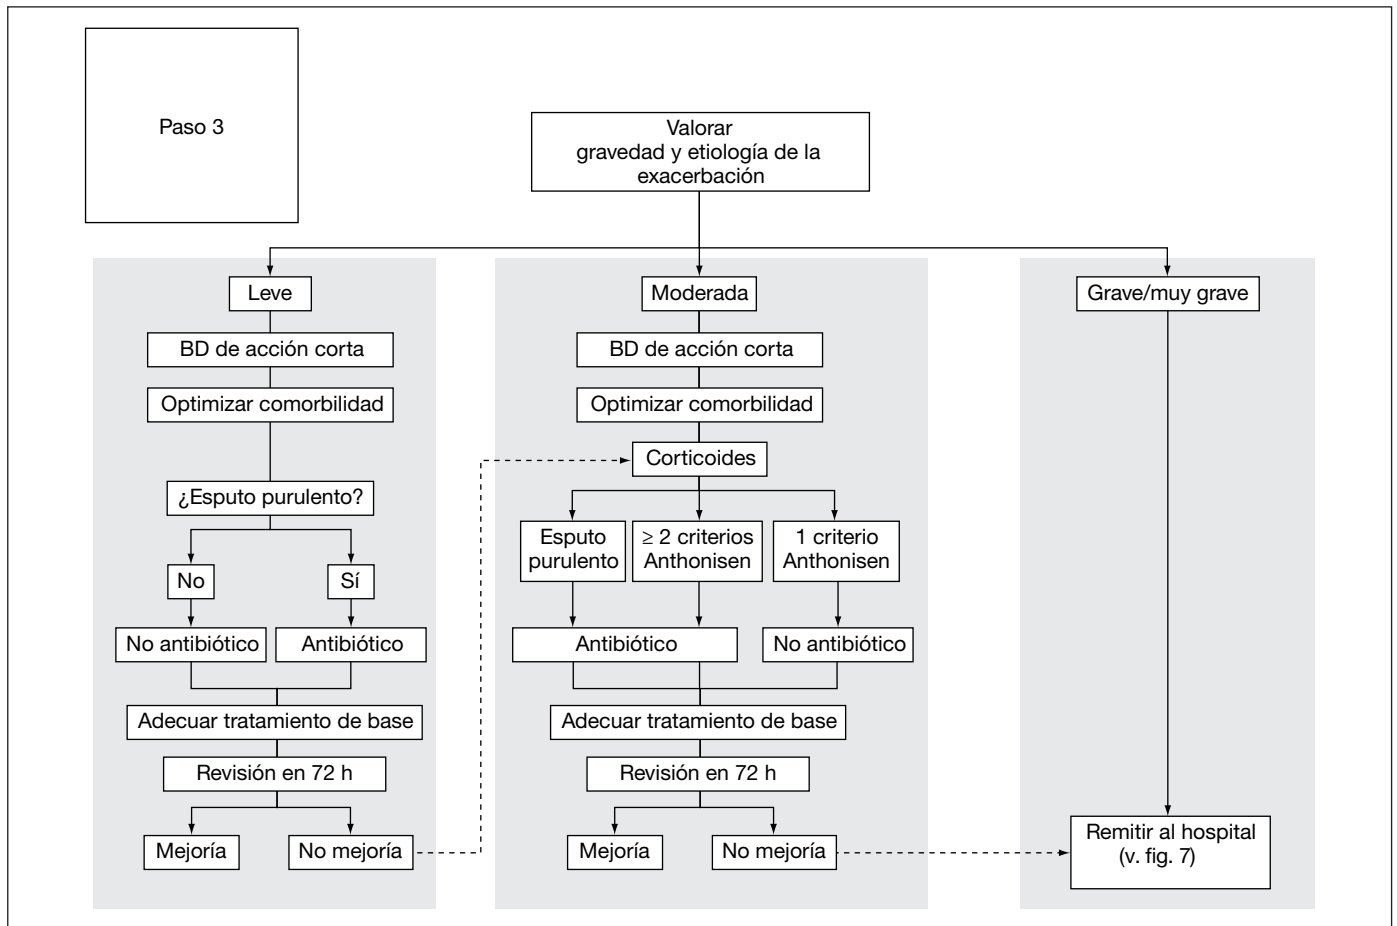 Paso 3
Valorar
gravedad y etiología de la
exacerbación
Leve
BD de acción corta
Optimizar comorbilidad
¿Esputo purulento?
No
Sí
No antibiótico
Antibiótico
Adecuar tratamiento de base
Revisión en 72 h
Mejoría
No mejoría
Moderada
BD de acción corta
Optimizar comorbilidad
Corticoides
Esputo
purulento
≥ 2 criterios
Anthonisen
1 criterio
Anthonisen
Antibiótico
No antibiótico
Adecuar tratamiento de base
Revisión en 72 h
Mejoría
No mejoría
Grave/muy grave
Remitir al hospital
(v. fig. 7)